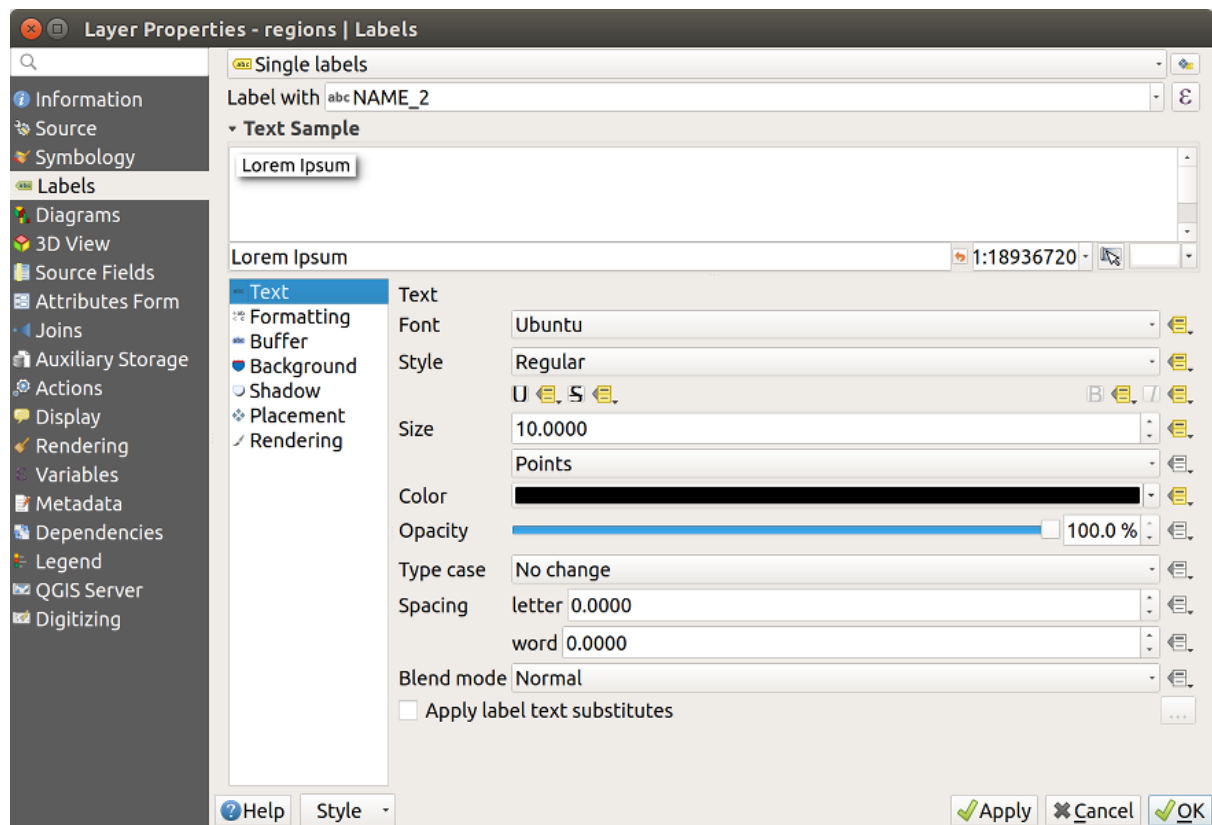 Layer Properties - regions | Labels
Information
Source
Symbology
Labels
Diagrams
3D View
Source Fields
Attributes Form
Joins
Auxiliary Storage
Actions
Display
Rendering
Variables
Metadata
Dependencies
Legend
QGIS Server
Digitizing
abc Single labels
Label with abc NAME_2 ε
Text Sample
Lorem Ipsum
Lorem Ipsum 1:18936720
Text
Formatting
Buffer
Background
Shadow
Placement
Rendering
Text
Font Ubuntu
Style Regular
U S B I
Size 10.0000
Points
Color
Opacity 100.0 %
Type case No change
Spacing letter 0.0000
word 0.0000
Blend mode Normal
Apply label text substitutes ...
Help Style Apply Cancel OK